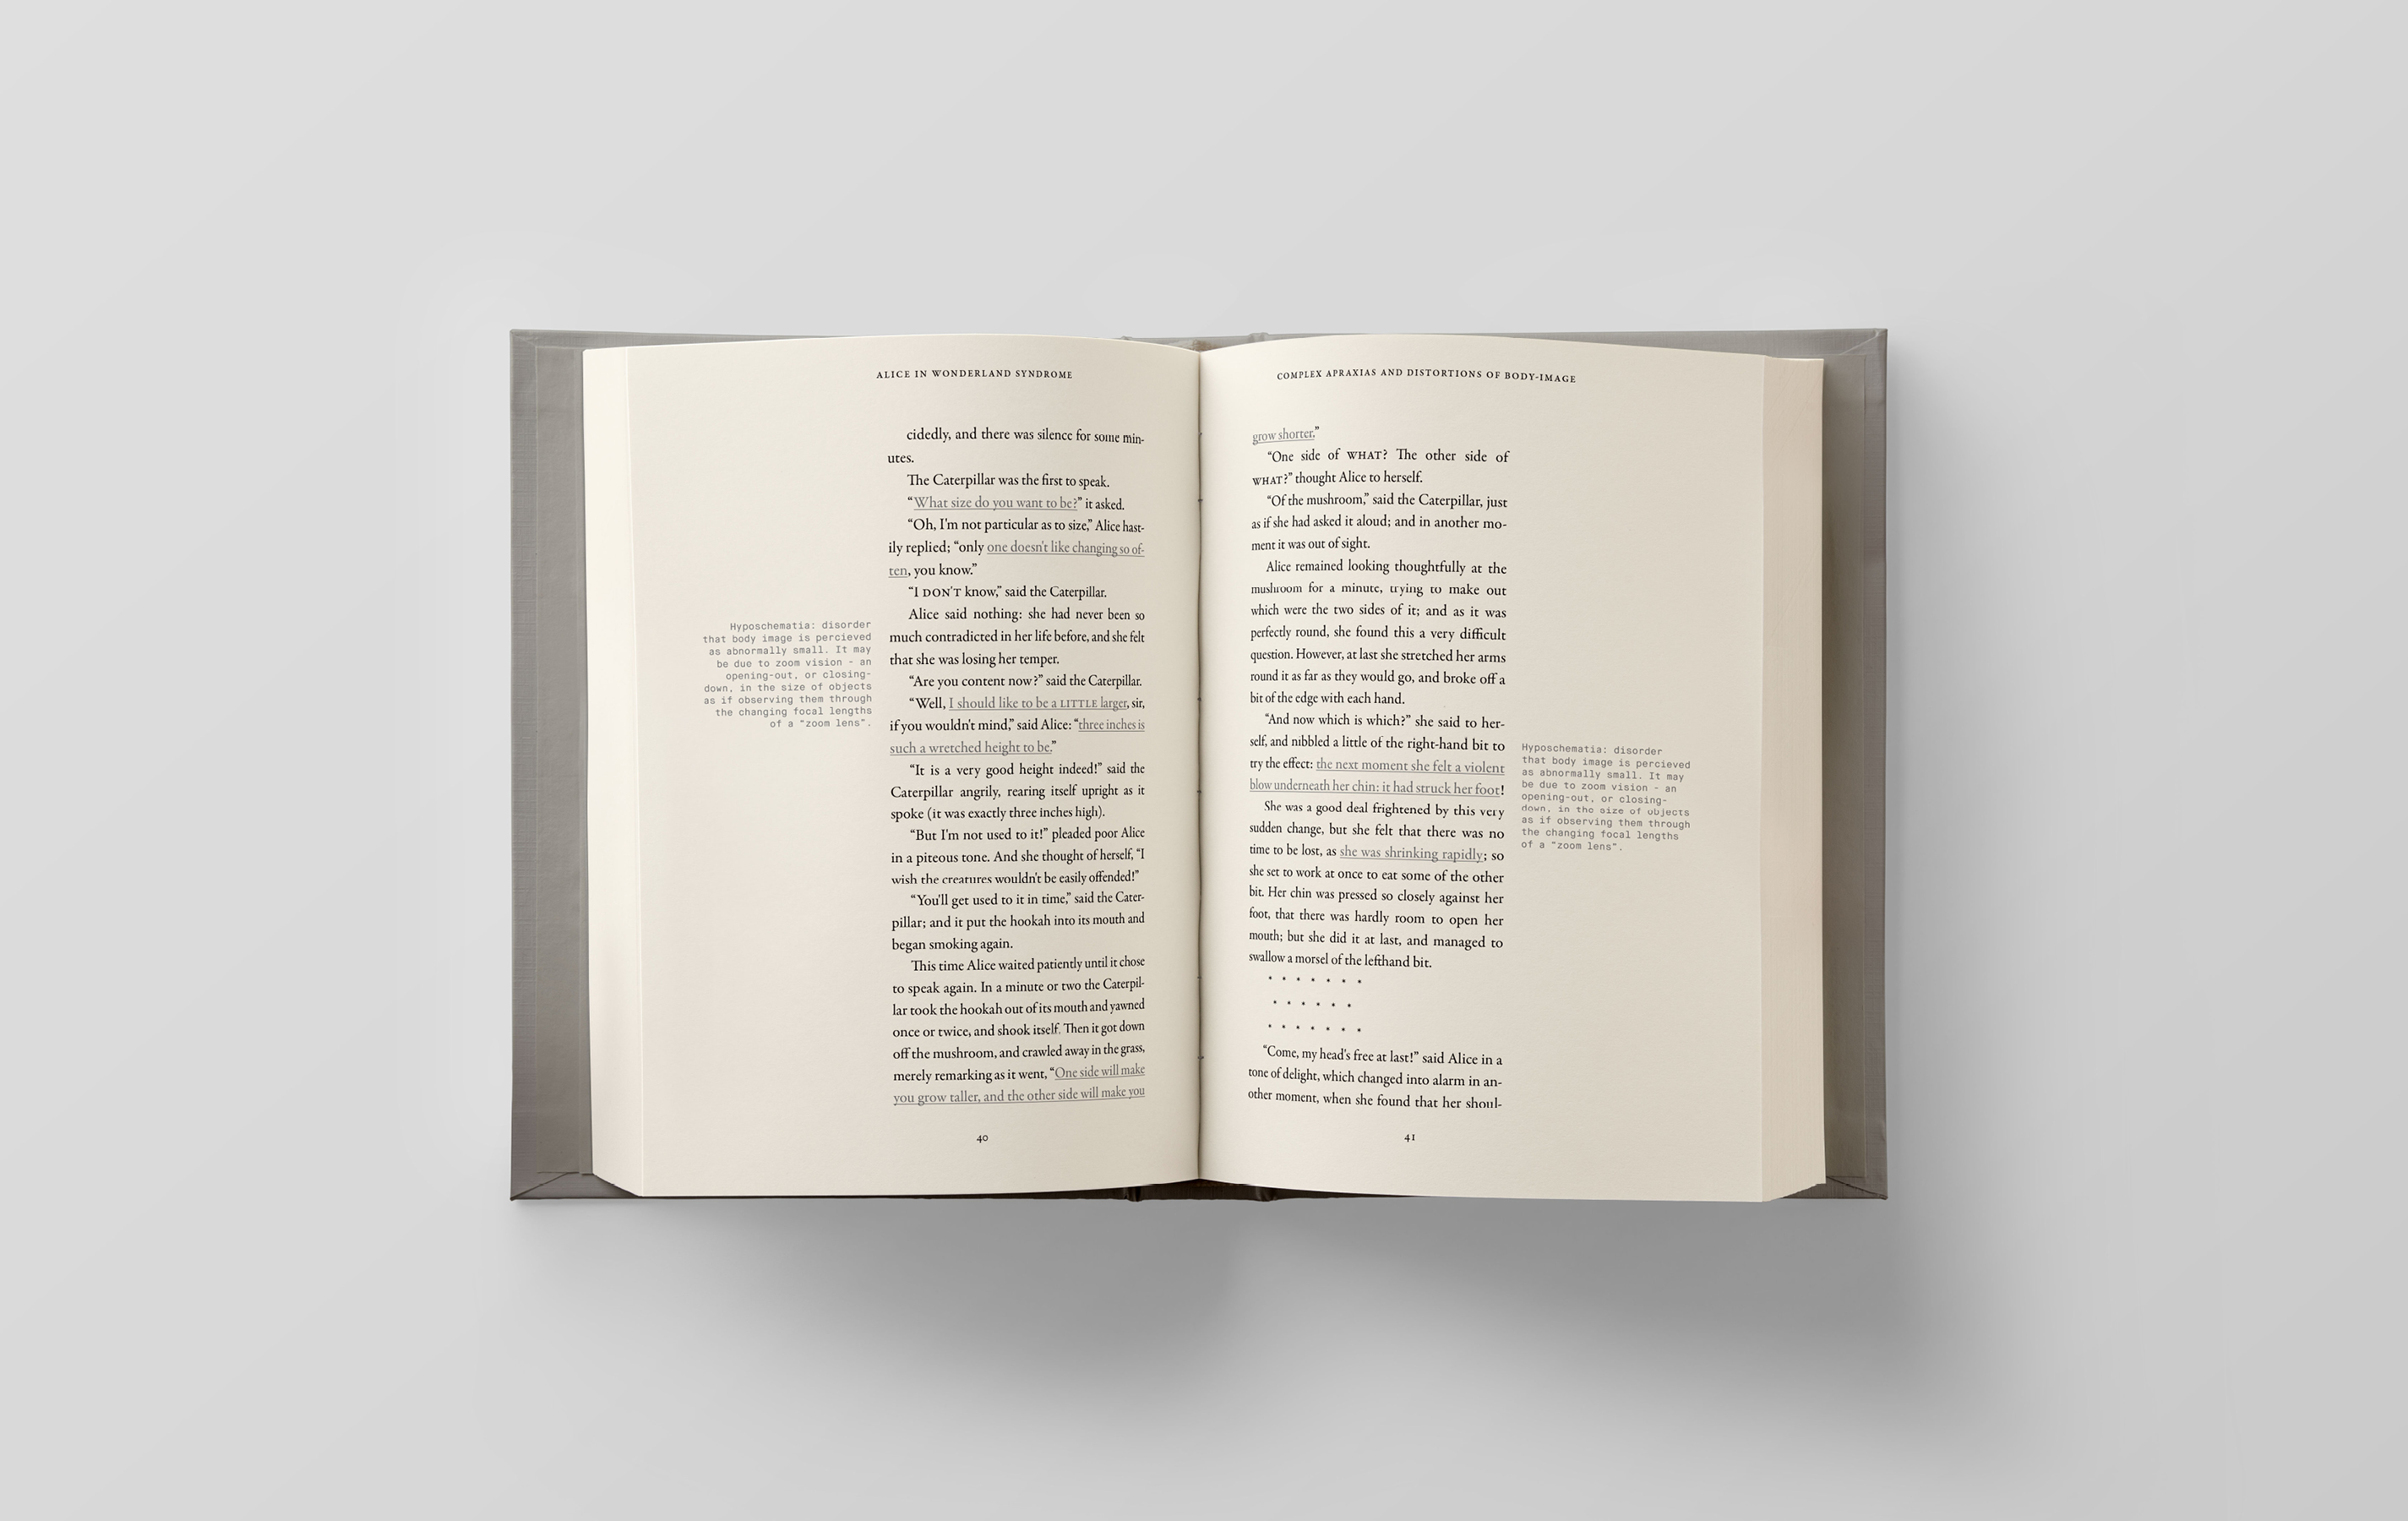 ALICE IN WONDERLAND SYNDROME
cidedly, and there was silence for some min-
utes.
The Caterpillar was the first to speak.
“What size do you want to be?” it asked.
“Oh, I'm not particular as to size,” Alice hast-
ily replied; “only one doesn't like changing so of-
ten, you know.”
“I DON'T know,” said the Caterpillar.
Alice said nothing: she had never been so
much contradicted in her life before, and she felt
that she was losing her temper.
“Are you content now?” said the Caterpillar.
“Well, I should like to be a LITTLE larger, sir,
if you wouldn't mind,” said Alice: “three inches is
such a wretched height to be.”
“It is a very good height indeed!” said the
Caterpillar angrily, rearing itself upright as it
spoke (it was exactly three inches high).
“But I'm not used to it!” pleaded poor Alice
in a piteous tone. And she thought of herself, “I
wish the creatures wouldn't be easily offended!”
“You'll get used to it in time,” said the Cater-
pillar; and it put the hookah into its mouth and
began smoking again.
This time Alice waited patiently until it chose
to speak again. In a minute or two the Caterpil-
lar took the hookah out of its mouth and yawned
once or twice, and shook itself. Then it got down
off the mushroom, and crawled away in the grass,
merely remarking as it went, “One side will make
you grow taller, and the other side will make you
Hyposchematia: disorder
that body image is percieved
as abnormally small. It may
be due to zoom vision - an
opening-out, or closing-
down, in the size of objects
as if observing them through
the changing focal lengths
of a "zoom lens".
40
COMPLEX APRAXIAS AND DISTORTIONS OF BODY-IMAGE
grow shorter.”
“One side of WHAT? The other side of
WHAT?” thought Alice to herself.
“Of the mushroom,” said the Caterpillar, just
as if she had asked it aloud; and in another mo-
ment it was out of sight.
Alice remained looking thoughtfully at the
mushroom for a minute, trying to make out
which were the two sides of it; and as it was
perfectly round, she found this a very difficult
question. However, at last she stretched her arms
round it as far as they would go, and broke off a
bit of the edge with each hand.
“And now which is which?” she said to her-
self, and nibbled a little of the right-hand bit to
try the effect: the next moment she felt a violent
blow underneath her chin: it had struck her foot!
She was a good deal frightened by this very
sudden change, but she felt that there was no
time to be lost, as she was shrinking rapidly; so
she set to work at once to eat some of the other
bit. Her chin was pressed so closely against her
foot, that there was hardly room to open her
mouth; but she did it at last, and managed to
swallow a morsel of the lefthand bit.
* * * * * * *
* * * * * *
* * * * * * *
“Come, my head's free at last!” said Alice in a
tone of delight, which changed into alarm in an-
other moment, when she found that her shoul-
Hyposchematia: disorder
that body image is percieved
as abnormally small. It may
be due to zoom vision - an
opening-out, or closing-
down, in the size of objects
as if observing them through
the changing focal lengths
of a "zoom lens".
41